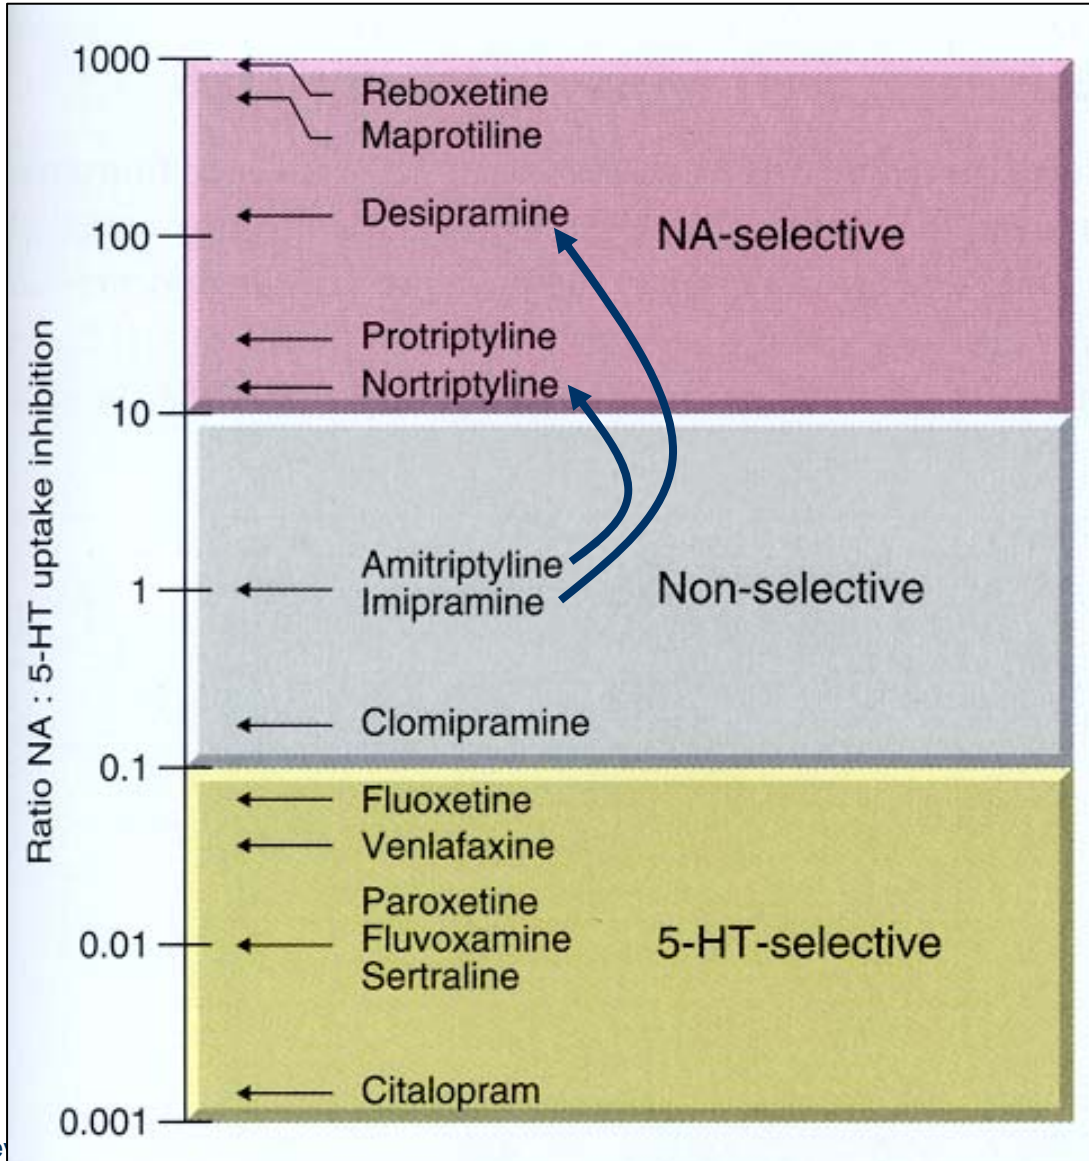 1000
Reboxetine
Maprotiline
Desipramine
100
NA-selective
Protriptyline
Nortriptyline
10
Ratio NA : 5-HT uptake inhibition
Amitriptyline
1
Imipramine
Non-selective
Clomipramine
0.1
Fluoxetine
Venlafaxine
Paroxetine
0.01
Fluvoxamine
5-HT-selective
Sertraline
Citalopram
0.001